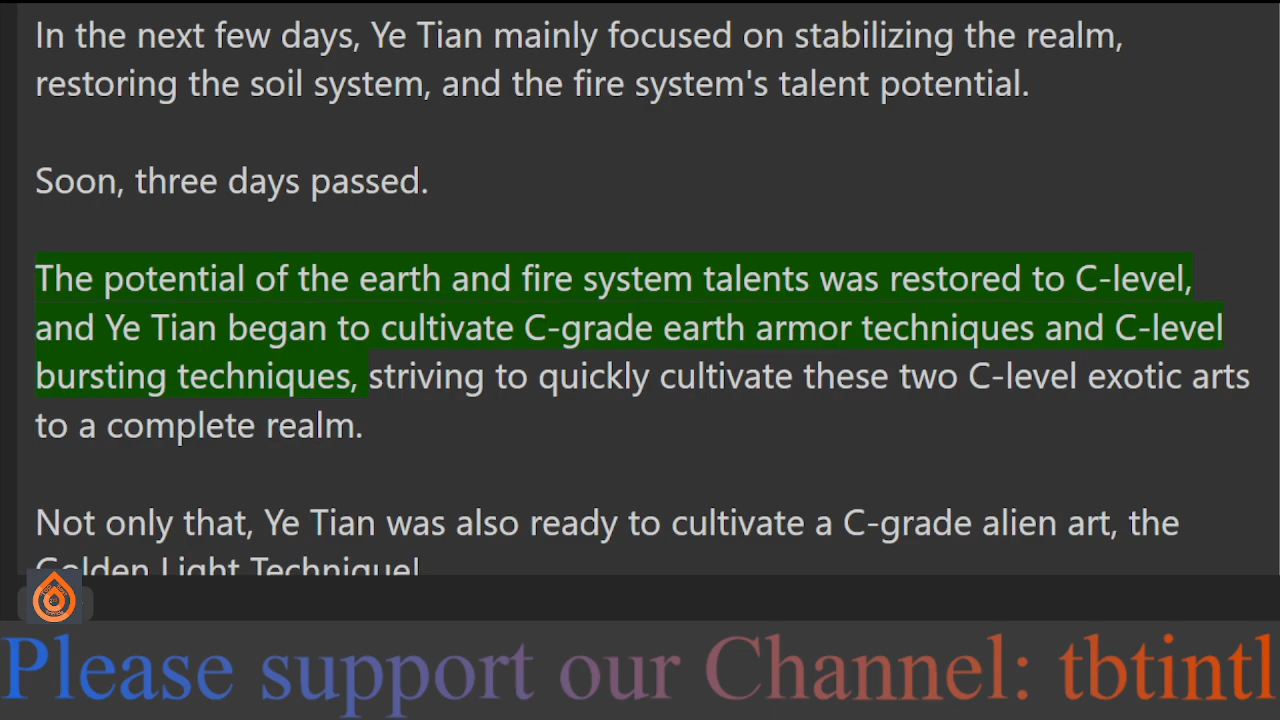 In the next few days, Ye Tian mainly focused on stabilizing the realm,
restoring the soil system, and the fire system's talent potential.
Soon, three days passed.
The potential of the earth and fire system talents was restored to C-level,
and Ye Tian began to cultivate C-grade earth armor techniques and C-level
bursting techniques, striving to quickly cultivate these two C-level exotic arts
to a complete realm.
Not only that, Ye Tian was also ready to cultivate a C-grade alien art, the
Golden Light Technique!
Please support our Channel: tbtintl